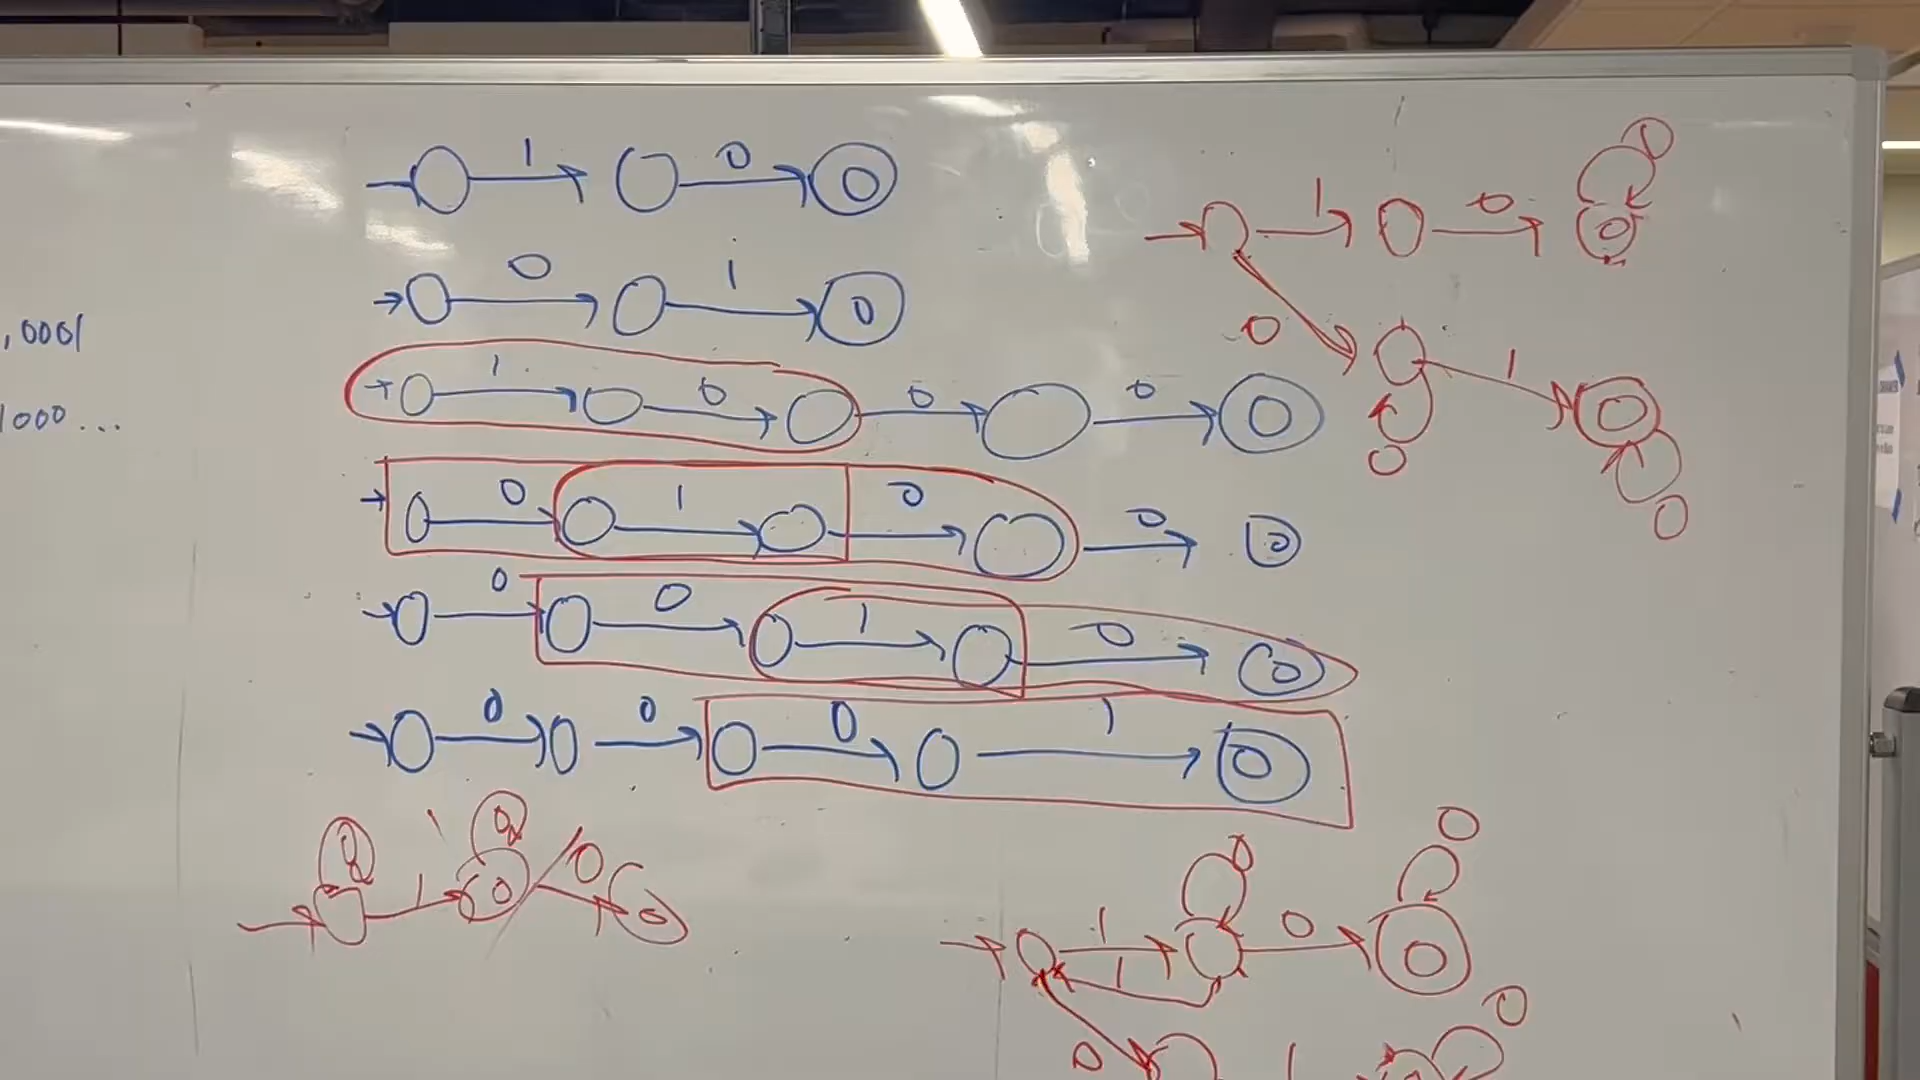 1 0
0 1
, 0001
1 0 0 0
1000 ...
0 1 0 0
0 0 1 0
0 0 0 1
1 0 0
0 1 0 0
0 1 0 0
1 0 0 0
1
0 1 0